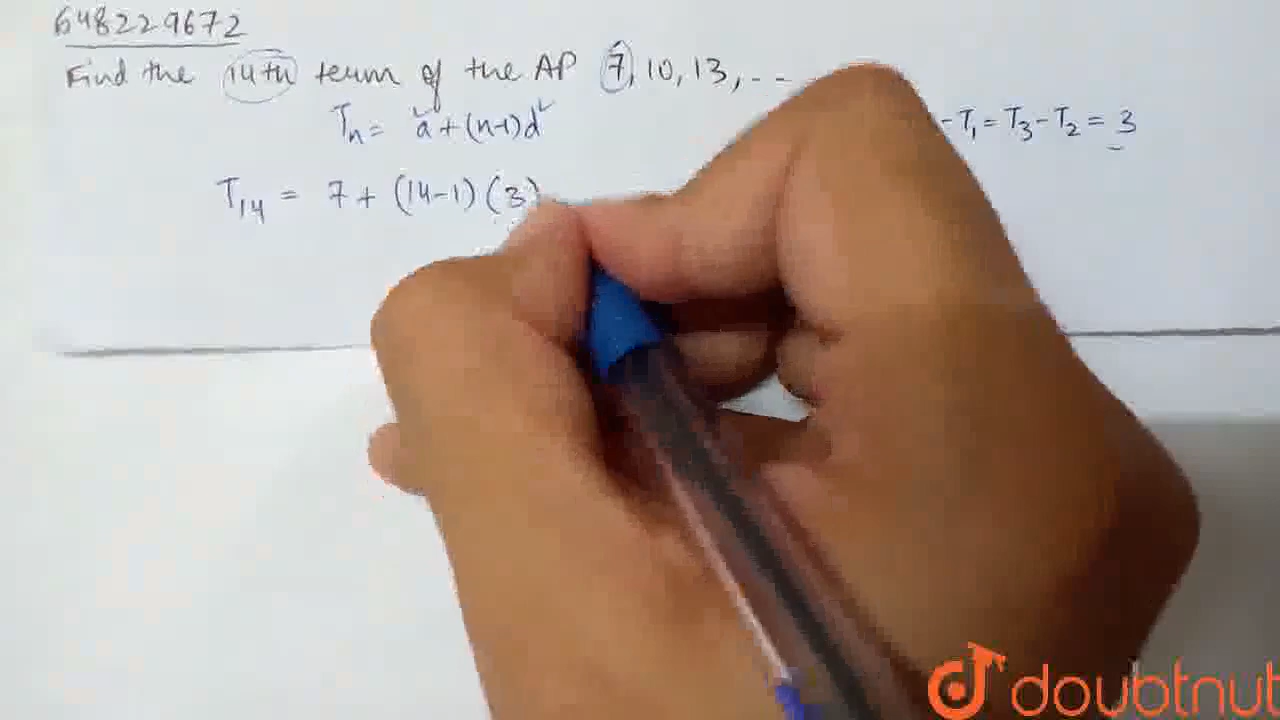 648229672
Find the 14th term of the AP 7, 10, 13, ...
Tn = a + (n-1)d
- T1 = T3 - T2 = 3
T14 = 7 + (14-1) (3)
doubtnut